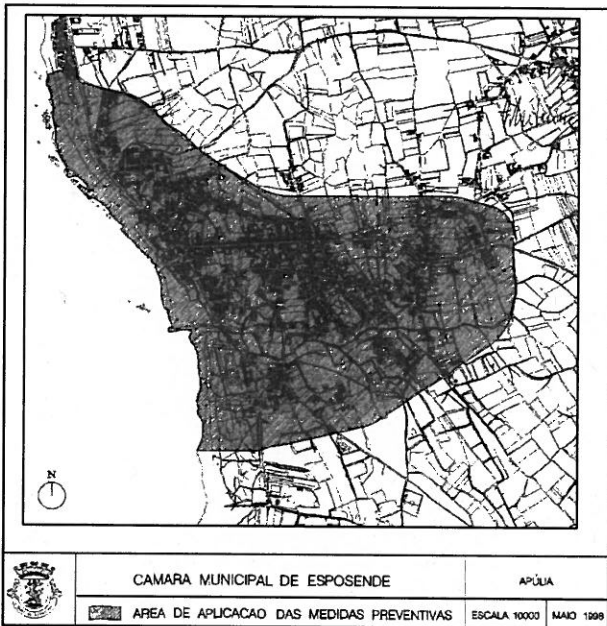 N
CAMARA MUNICIPAL DE ESPOSENDE
APÚLIA
AREA DE APLICACAO DAS MEDIDAS PREVENTIVAS
ESCALA 10000
MAIO 1998